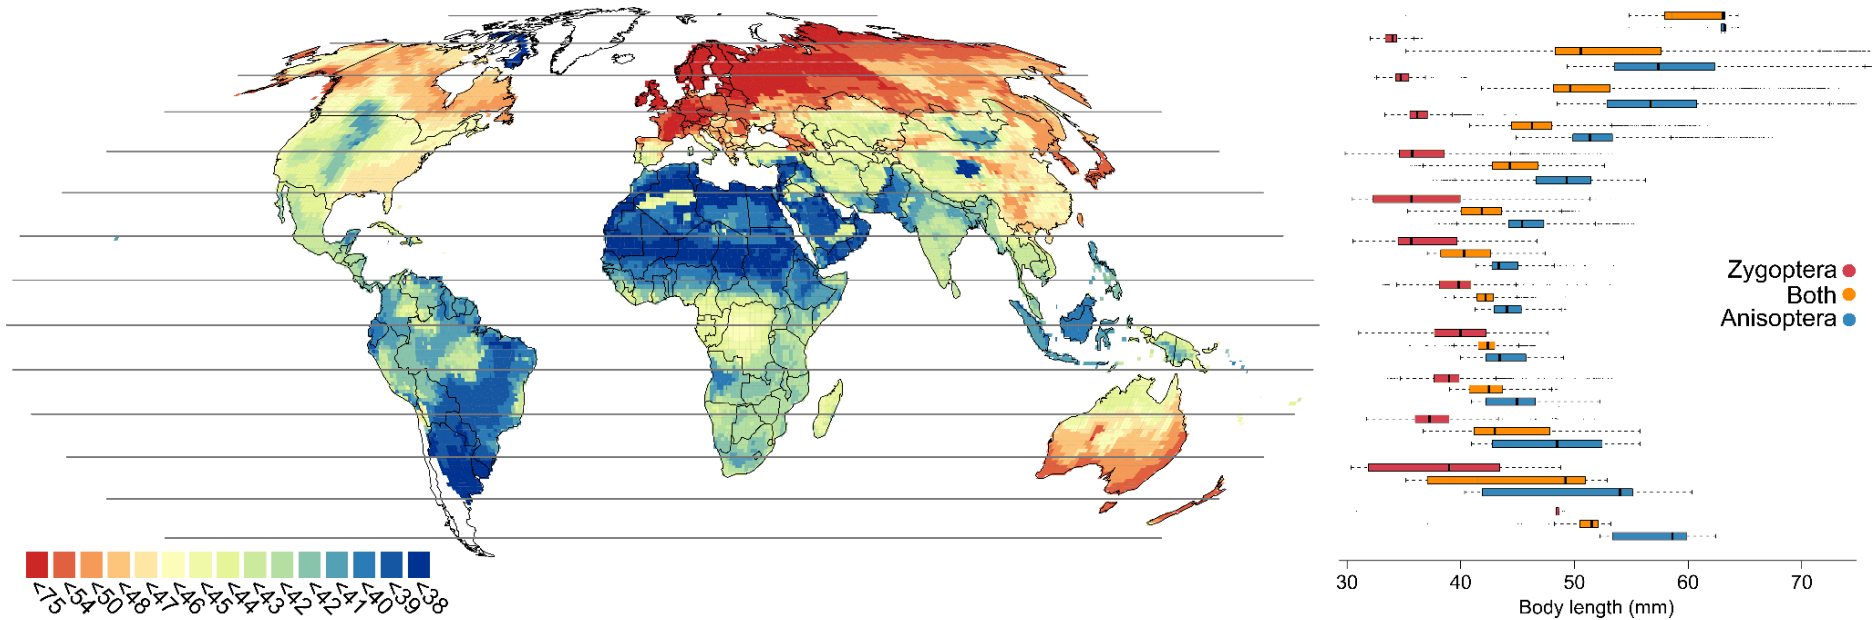 Zygoptera
Both
Anisoptera
<75 <54 <50 <48 <47 <46 <45 <44 <43 <42 <42 <41 <40 <39 <38
30 40 50 60 70
Body length (mm)